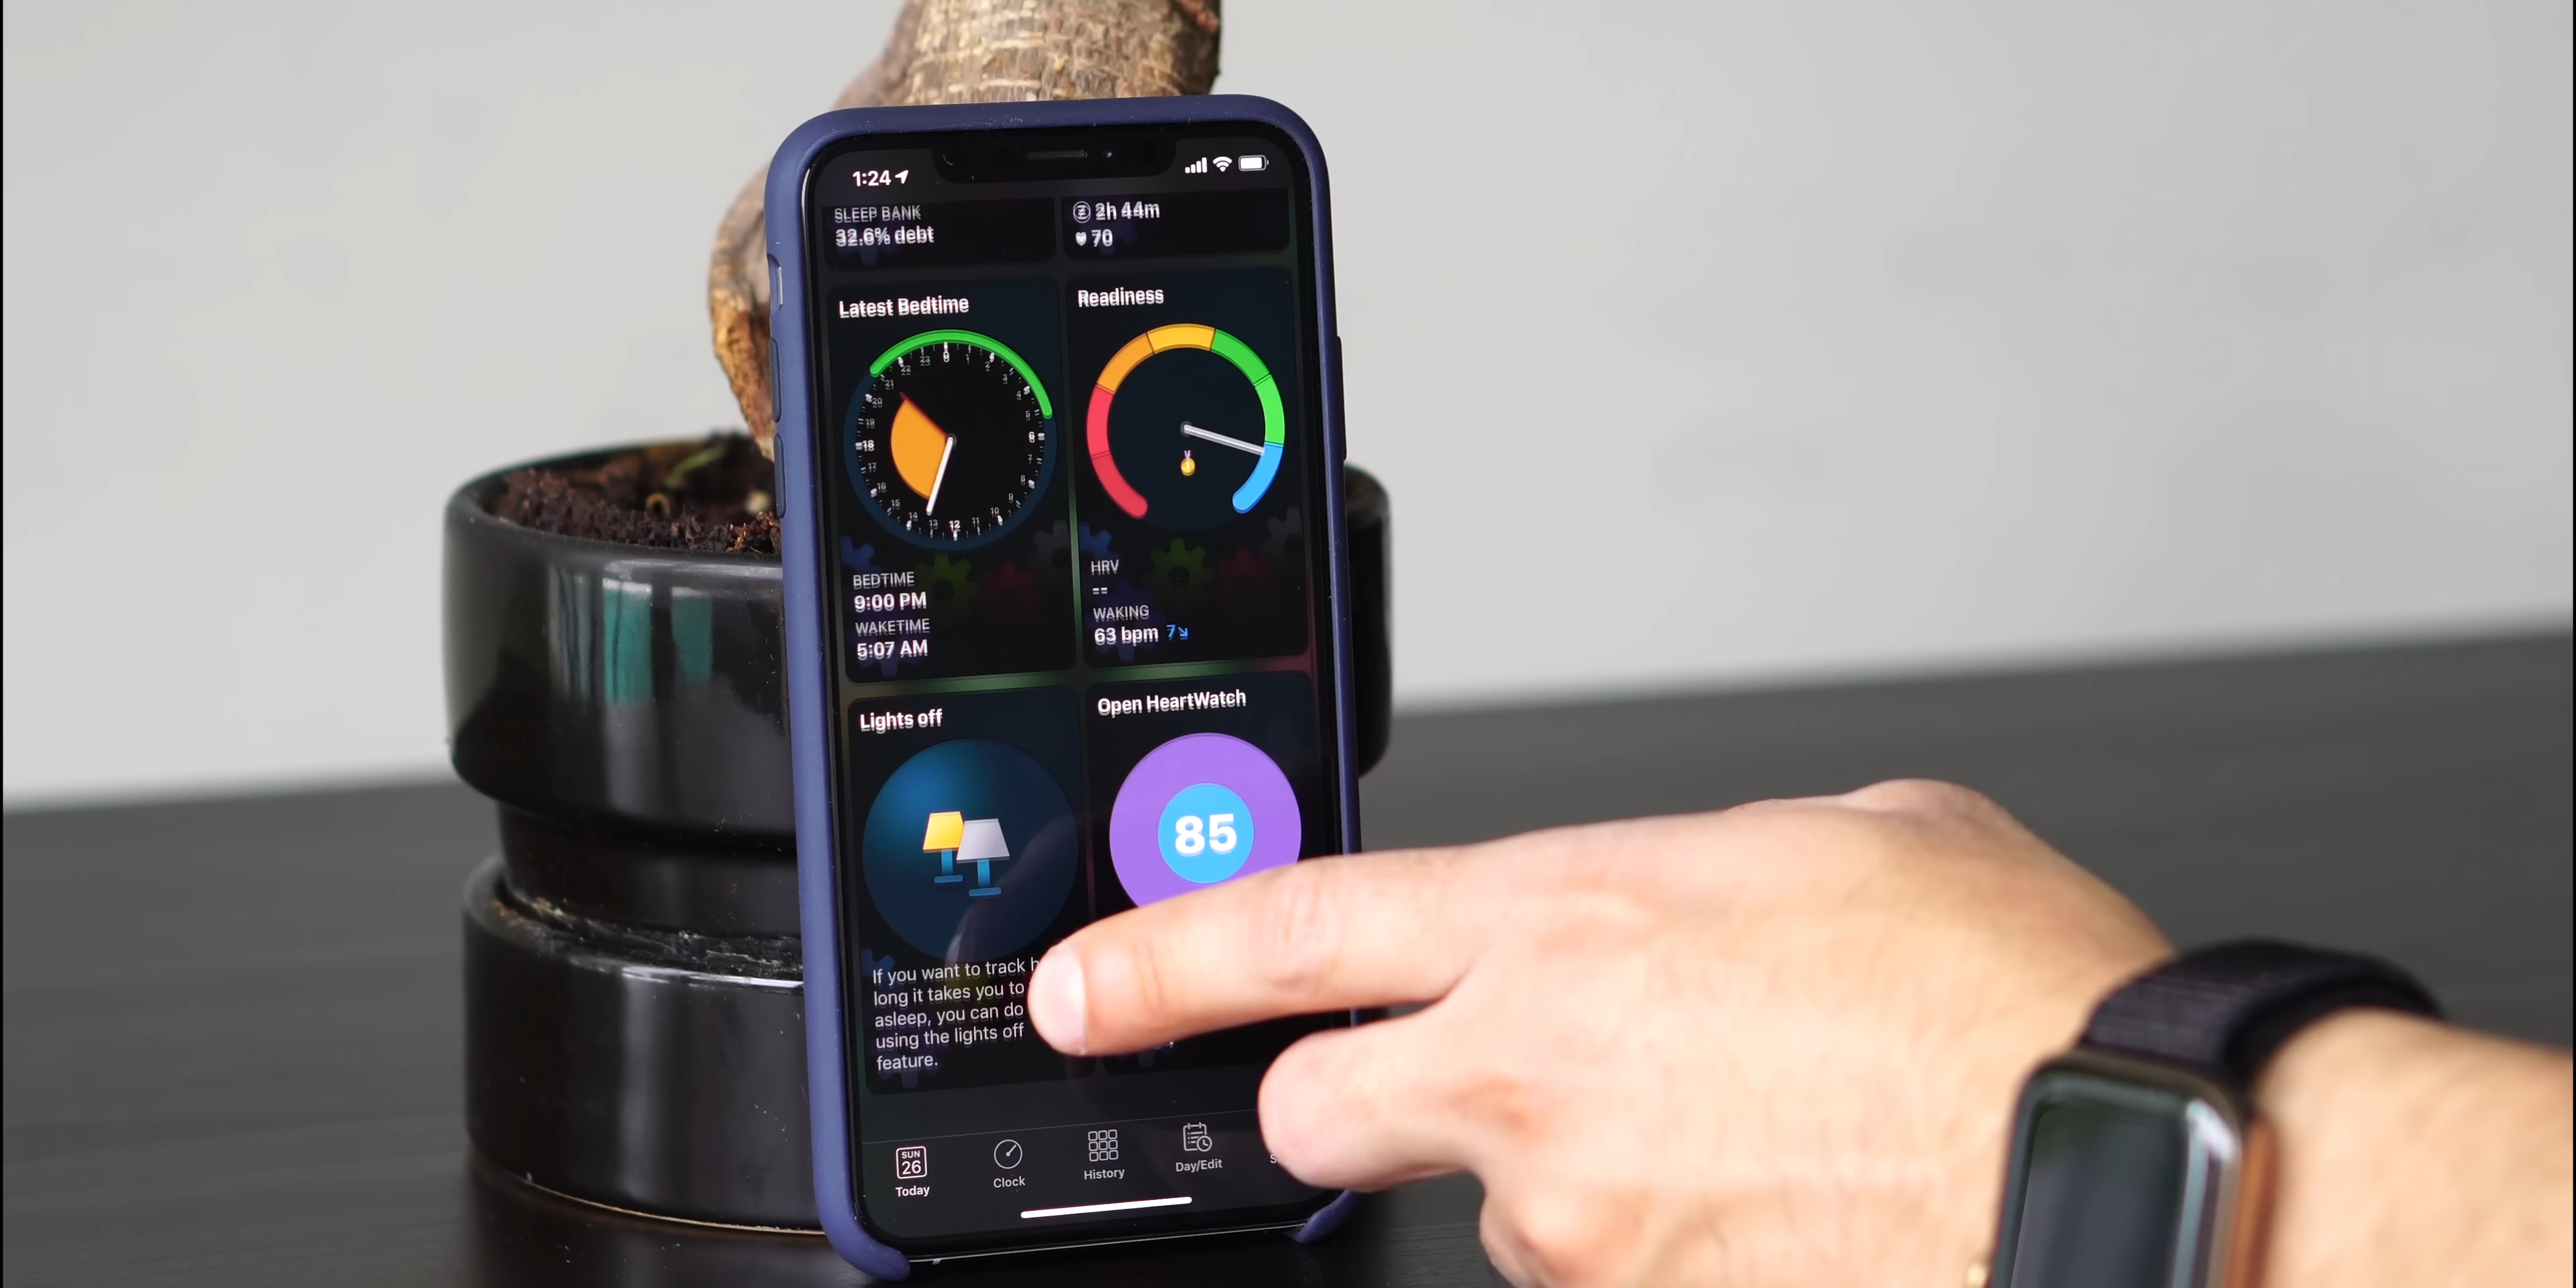 1:24
SLEEP BANK
32.6% debt
2h 44m
70
Latest Bedtime
BEDTIME
9:00 PM
WAKETIME
5:07 AM
Readiness
HRV
--
WAKING
63 bpm 7
Lights off
If you want to track
long it takes you to
asleep, you can do
using the lights off
feature.
Open HeartWatch
85
SUN
26
Today
Clock
History
Day/Edit